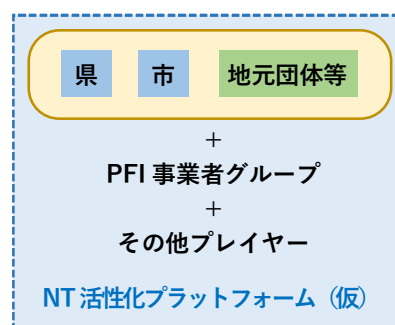 県 市 地元団体等
+
PFI 事業者グループ
+
その他プレイヤー
NT 活性化プラットフォーム（仮）